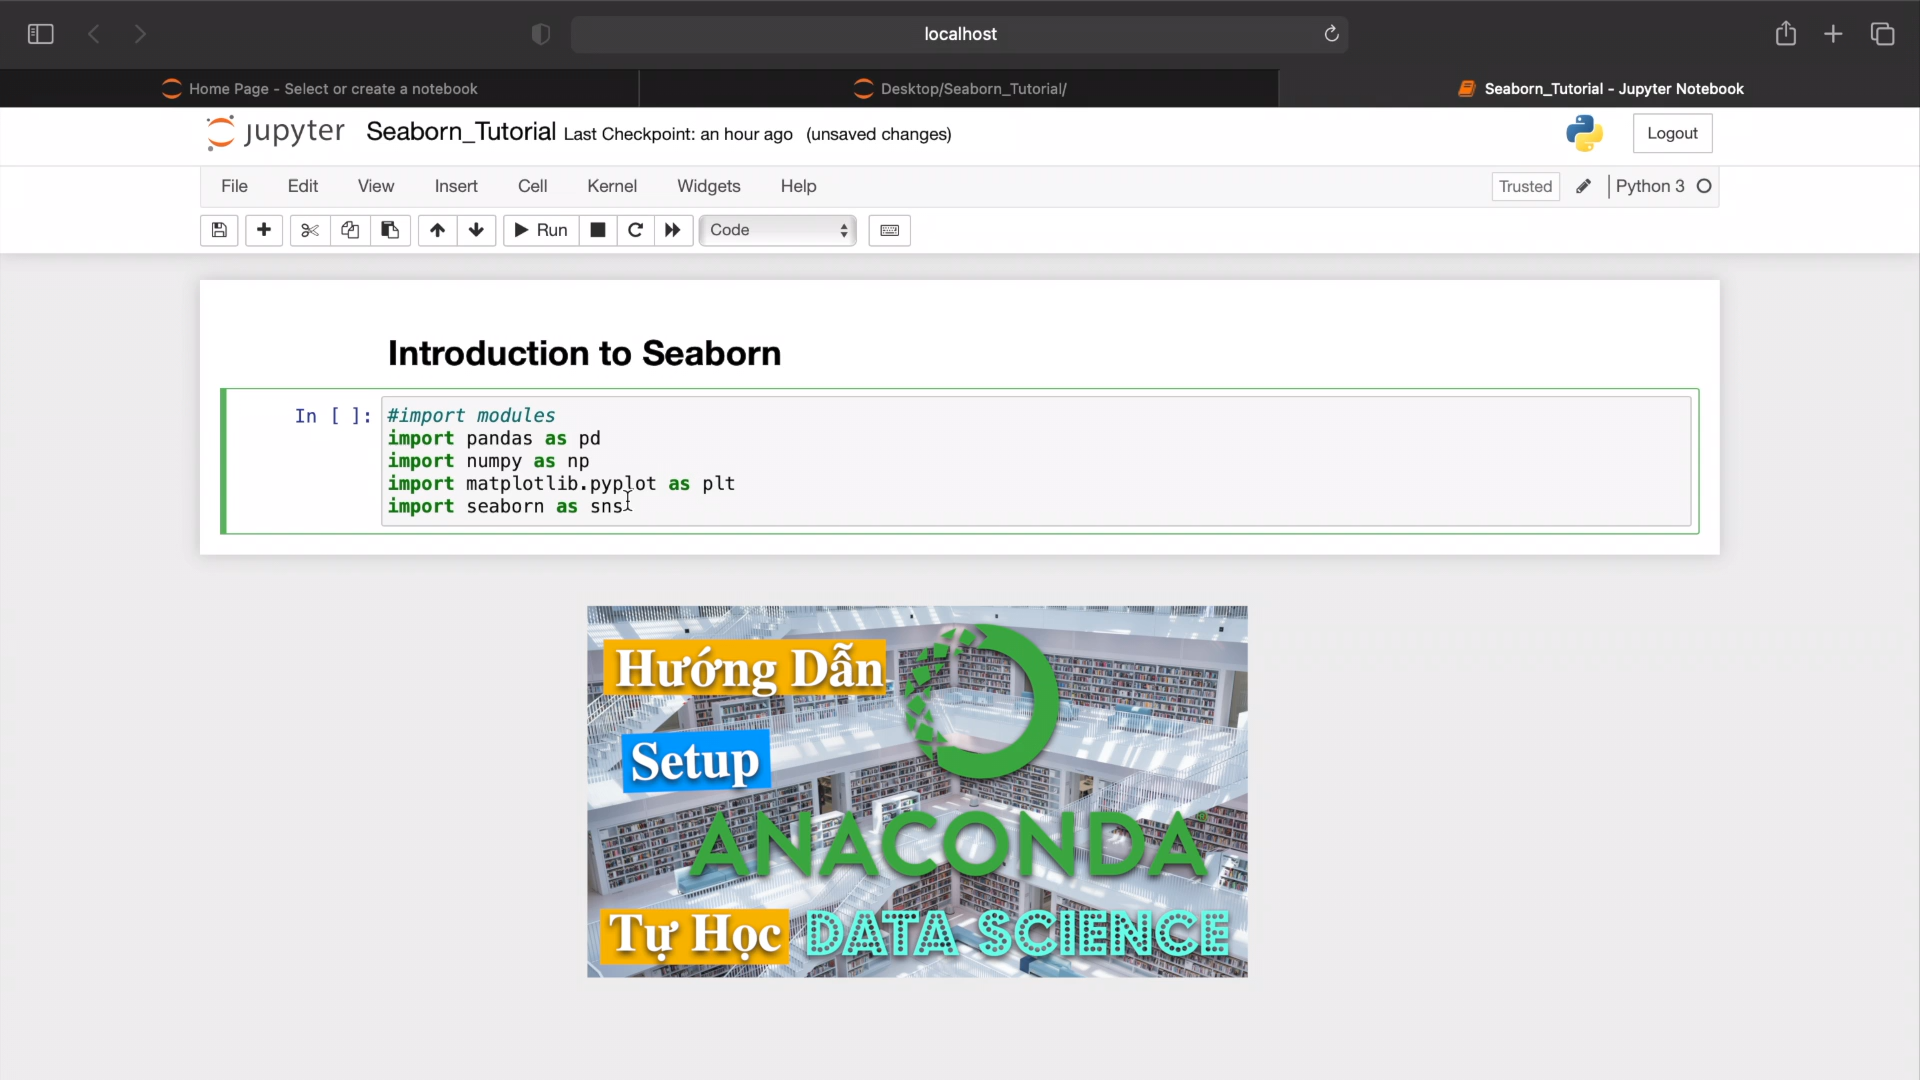 localhost
Home Page - Select or create a notebook
Desktop/Seaborn_Tutorial/
Seaborn_Tutorial - Jupyter Notebook
jupyter Seaborn_Tutorial Last Checkpoint: an hour ago (unsaved changes)
Logout
File Edit View Insert Cell Kernel Widgets Help
Trusted Python 3
Run Code
Introduction to Seaborn
In [ ]: #import modules
import pandas as pd
import numpy as np
import matplotlib.pyplot as plt
import seaborn as sns
Hướng Dẫn
Setup
ANACONDA
Tự Học DATA SCIENCE